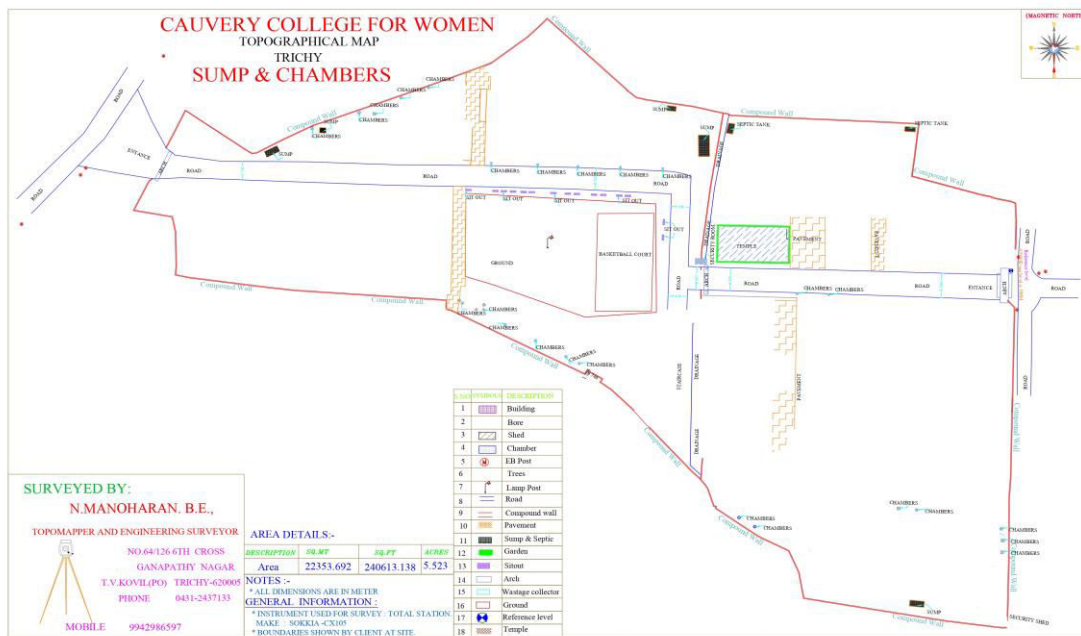 CAUVERY COLLEGE FOR WOMEN
TOPOGRAPHICAL MAP
TRICHY
SUMP & CHAMBERS
(MAGNETIC NORTH)
Compound Wall
CHAMBERS
CHAMBERS
CHAMBERS
Compound Wall
SUMP
CHAMBERS
SUMP
SUMP
SUMP
SEPTIC TANK
SEPTIC TANK
Compound Wall
DRAINAGE
ROAD
ENTANCE
ARCH
ROAD
ROAD
ROAD
CHAMBERS
CHAMBERS
CHAMBERS
CHAMBERS
CHAMBERS
ROAD
Compound Wall
SIT OUT
SIT OUT
SIT OUT
SIT OUT
SIT OUT
GROUND
BASKETBALL COURT
SECURITY ROOM
TEMPLE
PAVEMENT
PAVEMENT
ROAD
ROAD
ARCH
ROAD
CHAMBERS
CHAMBERS
ROAD
ENTANCE
ARCH
ROAD
ROAD
Compound Wall
Compound Wall
CHAMBERS
CHAMBERS
CHAMBERS
CHAMBERS
CHAMBERS
CHAMBERS
Compound Wall
STAIRCASE
DRAINAGE
DRAINAGE
PAVEMENT
Compound Wall
Compound Wall
CHAMBERS
CHAMBERS
Compound Wall
CHAMBERS
CHAMBERS
CHAMBERS
CHAMBERS
CHAMBERS
Compound Wall
SUMP
SECURITY SHED
S.NO SYMBOLS DESCRIPTION
1 Building
2 Bore
3 Shed
4 Chamber
5 EB Post
6 Trees
7 Lamp Post
8 Road
9 Compound wall
10 Pavement
11 Sump & Septic
12 Garden
13 Sitout
14 Arch
15 Wastage collector
16 Ground
17 Reference level
18 Temple
SURVEYED BY:
N.MANOHARAN. B.E.,
TOPOMAPPER AND ENGINEERING SURVEYOR
NO.64/126 6TH CROSS
GANAPATHY NAGAR
T.V.KOVIL(PO) TRICHY-620005
PHONE 0431-2437133
MOBILE 9942986597
AREA DETAILS:-
DESCRIPTION SQ.MT SQ.FT ACRES
Area 22353.692 240613.138 5.523
NOTES :-
* ALL DIMENSIONS ARE IN METER
GENERAL INFORMATION :
* INSTRUMENT USED FOR SURVEY : TOTAL STATION
MAKE : SOKKIA -CX105
* BOUNDARIES SHOWN BY CLIENT AT SITE